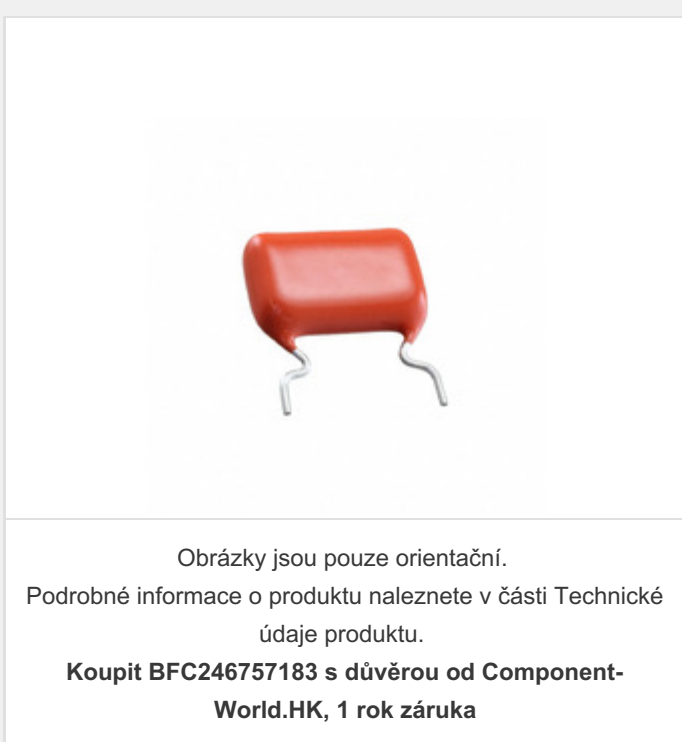 Obrázky jsou pouze orientační.
Podrobné informace o produktu naleznete v části Technické
údaje produktu.
Koupit BFC246757183 s důvěrou od Component-
World.HK, 1 rok záruka